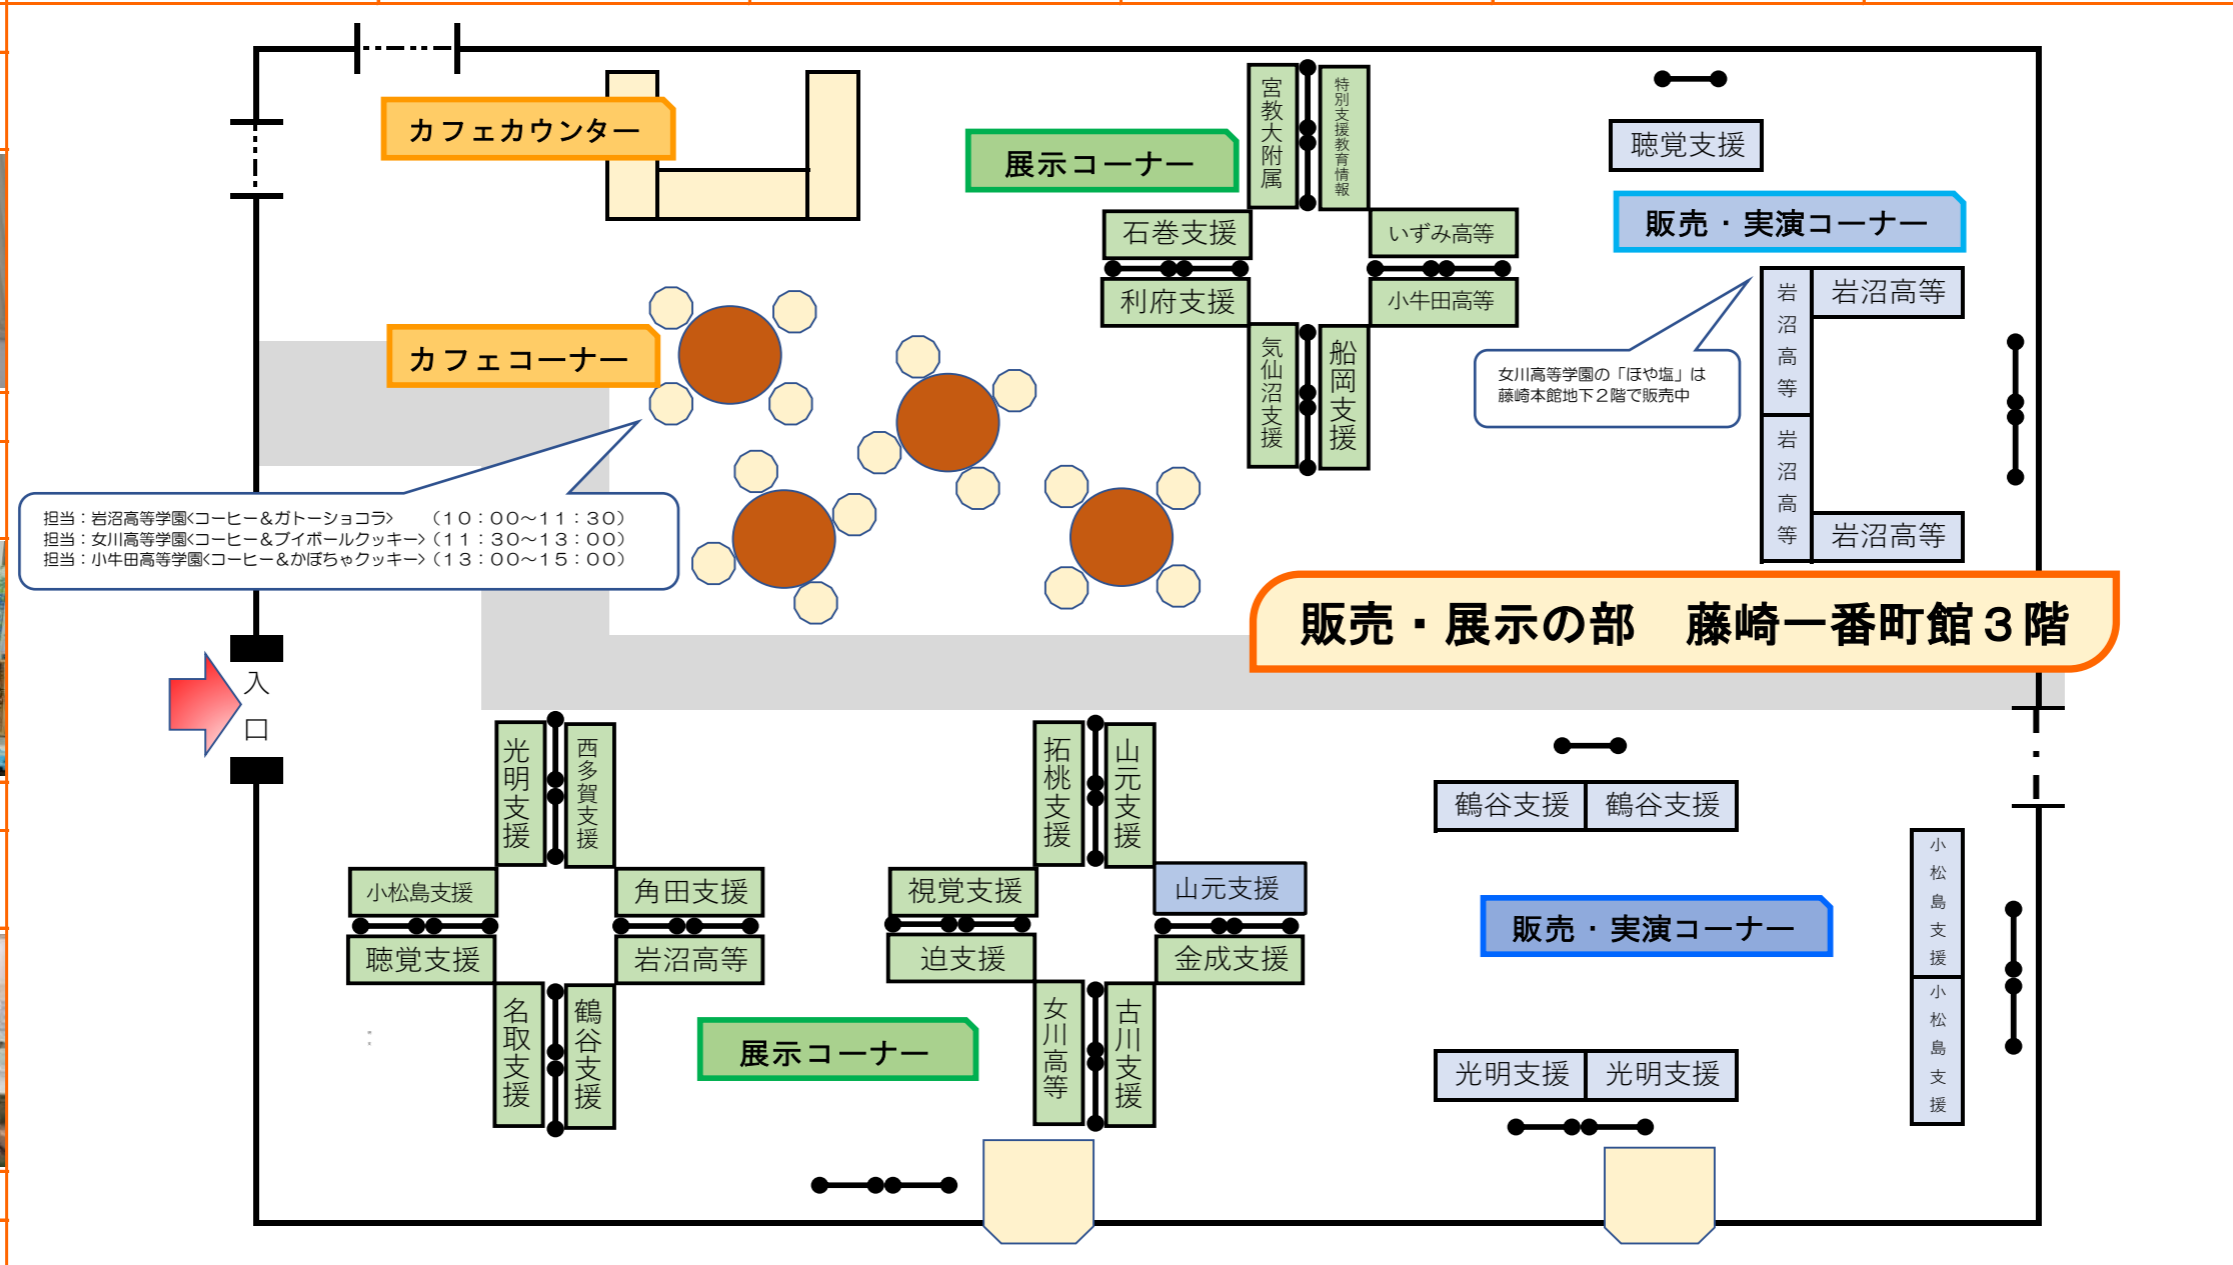 カフェカウンター
展示コーナー
宮教大附属
特別支援教育情報
聴覚支援
石巻支援
いずみ高等
販売・実演コーナー
利府支援
小牛田高等
岩沼高等
岩沼高等
カフェコーナー
気仙沼支援
船岡支援
女川高等学園の「ほや塩」は
藤崎本館地下２階で販売中
岩沼高等
岩沼高等
担当：岩沼高等学園<コーヒー＆ガトーショコラ>　（１０：００～１１：３０）
担当：女川高等学園<コーヒー＆ブイボールクッキー>（１１：３０～１３：００）
担当：小牛田高等学園<コーヒー＆かぼちゃクッキー>（１３：００～１５：００）
販売・展示の部　藤崎一番町館３階
入口
光明支援
西多賀支援
拓桃支援
山元支援
鶴谷支援
鶴谷支援
小松島支援
角田支援
視覚支援
山元支援
小松島支援
聴覚支援
岩沼高等
迫支援
金成支援
販売・実演コーナー
名取支援
鶴谷支援
展示コーナー
女川高等
古川支援
光明支援
光明支援
小松島支援
：